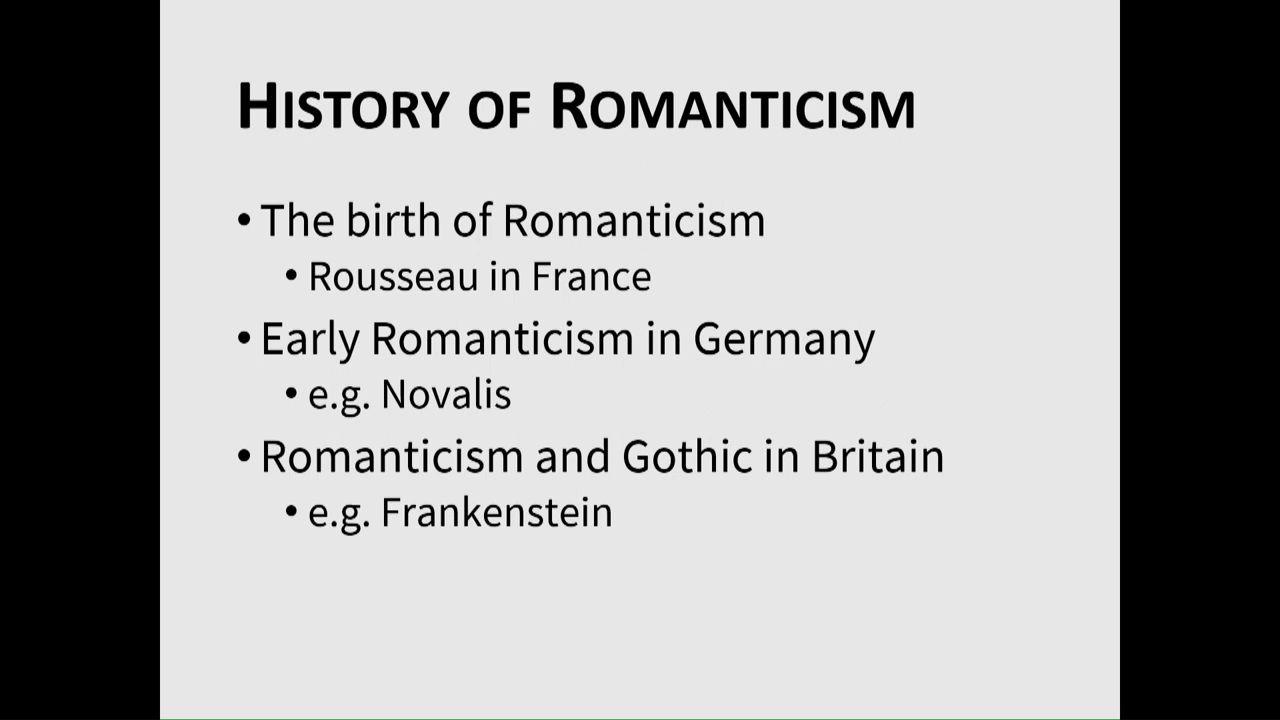 History of Romanticism
• The birth of Romanticism
• Rousseau in France
• Early Romanticism in Germany
• e.g. Novalis
• Romanticism and Gothic in Britain
• e.g. Frankenstein